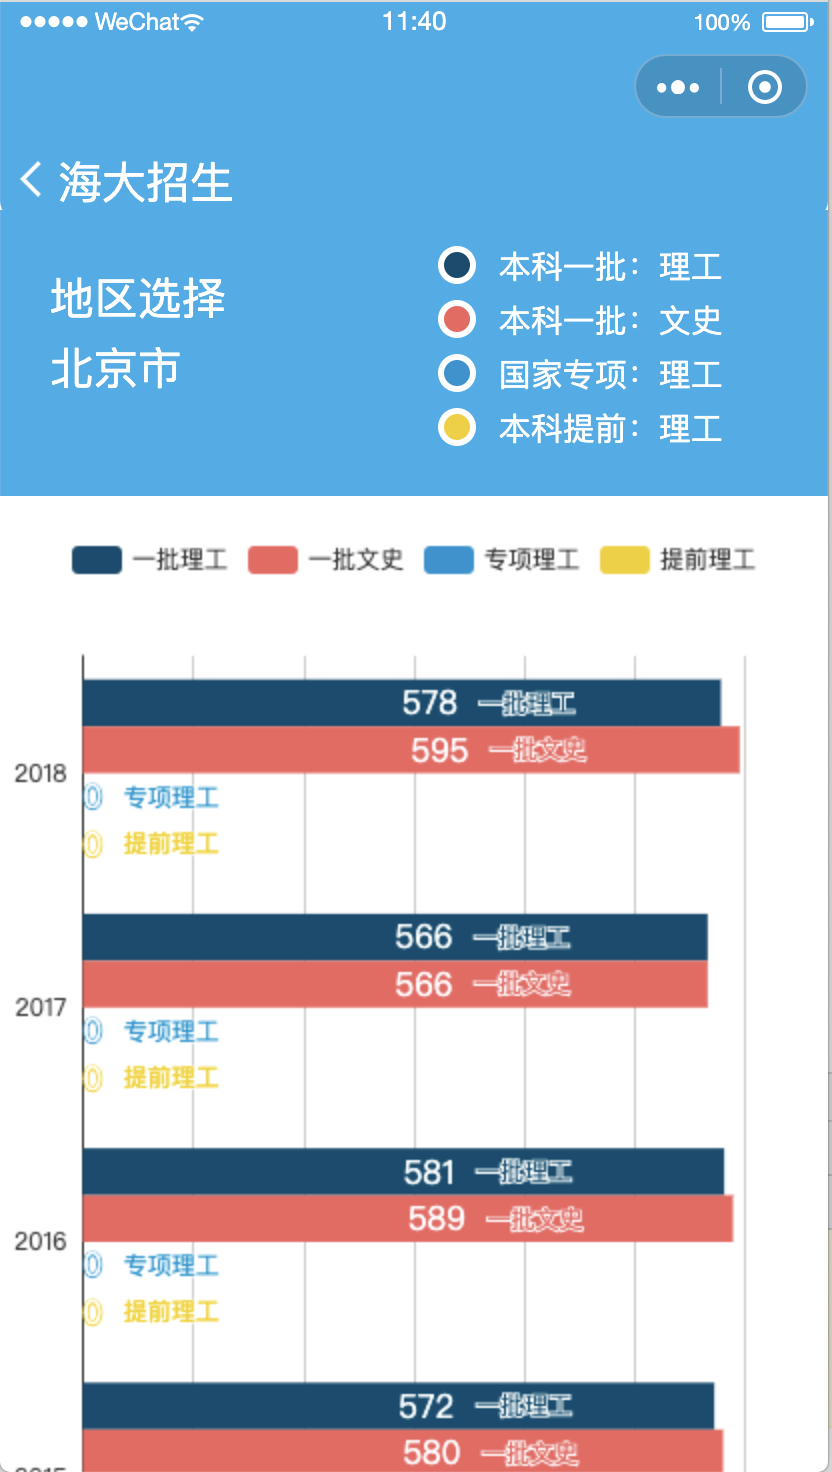 WeChat 11:40 100%
海大招生
地区选择
北京市
本科一批：理工
本科一批：文史
国家专项：理工
本科提前：理工
一批理工 一批文史 专项理工 提前理工
578 一批理工
595 一批文史
2018
0 专项理工
0 提前理工
566 一批理工
566 一批文史
2017
0 专项理工
0 提前理工
581 一批理工
589 一批文史
2016
0 专项理工
0 提前理工
572 一批理工
580 一批文史